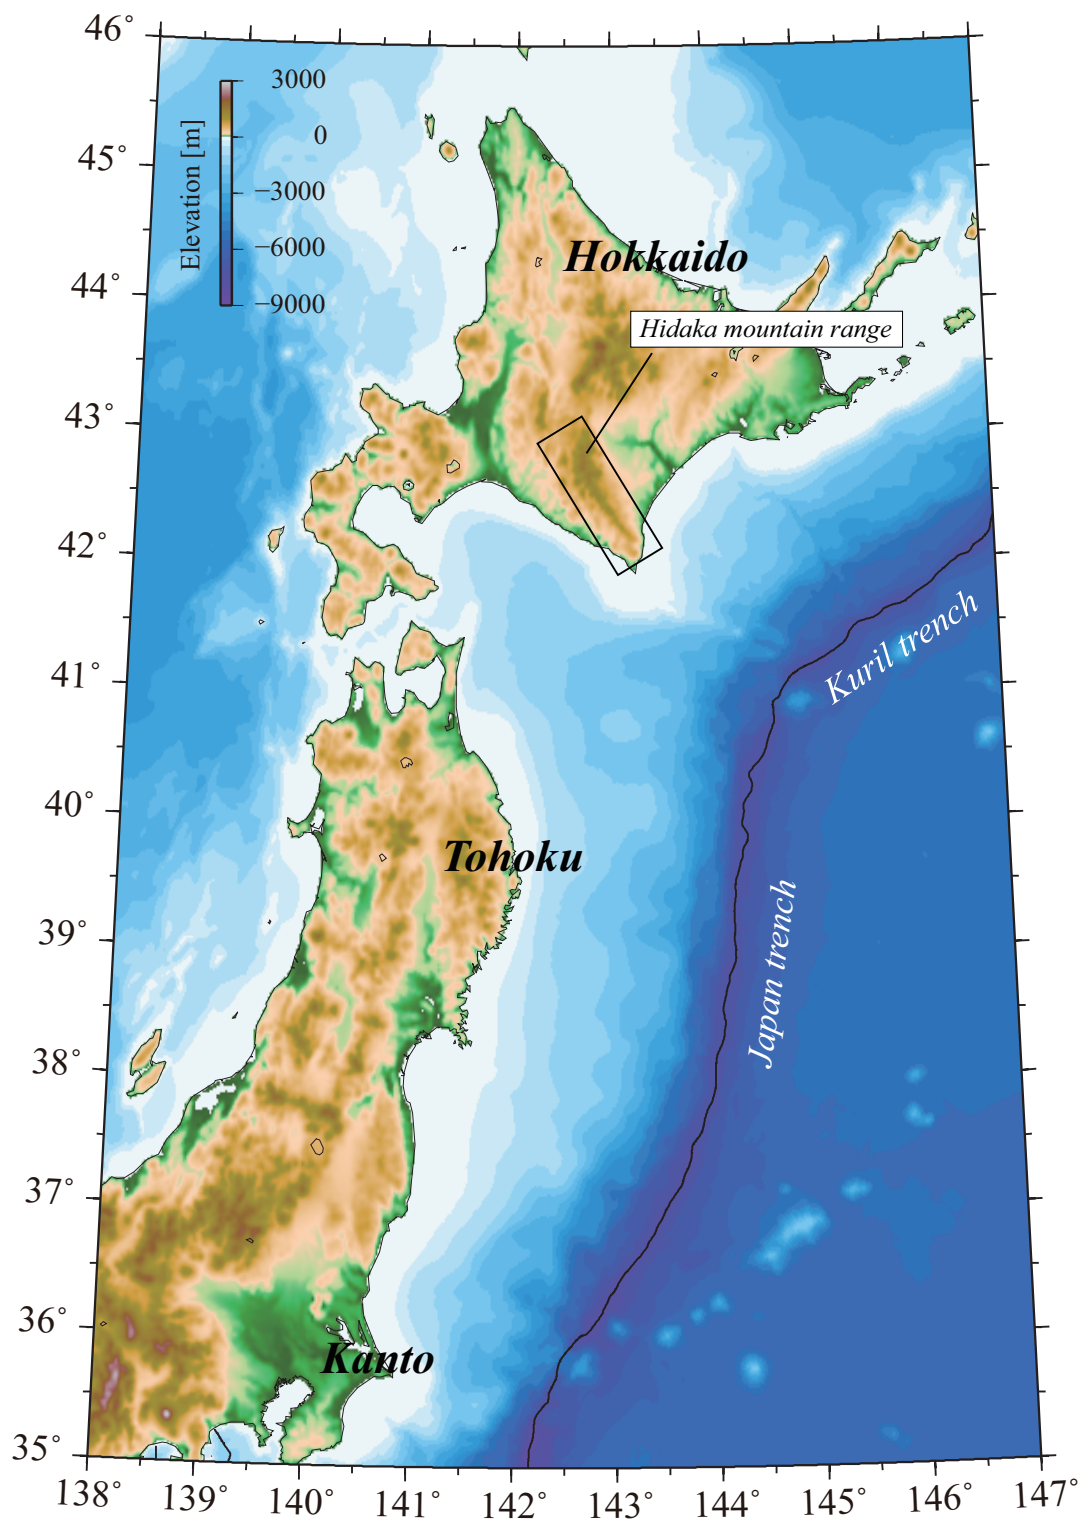 46°
3000
0
−3000
−6000
−9000
Elevation [m]
45°
Hokkaido
44°
Hidaka mountain range
43°
42°
Kuril trench
41°
40°
Tohoku
Japan trench
39°
38°
37°
36°
Kanto
35°
138° 139° 140° 141° 142° 143° 144° 145° 146° 147°